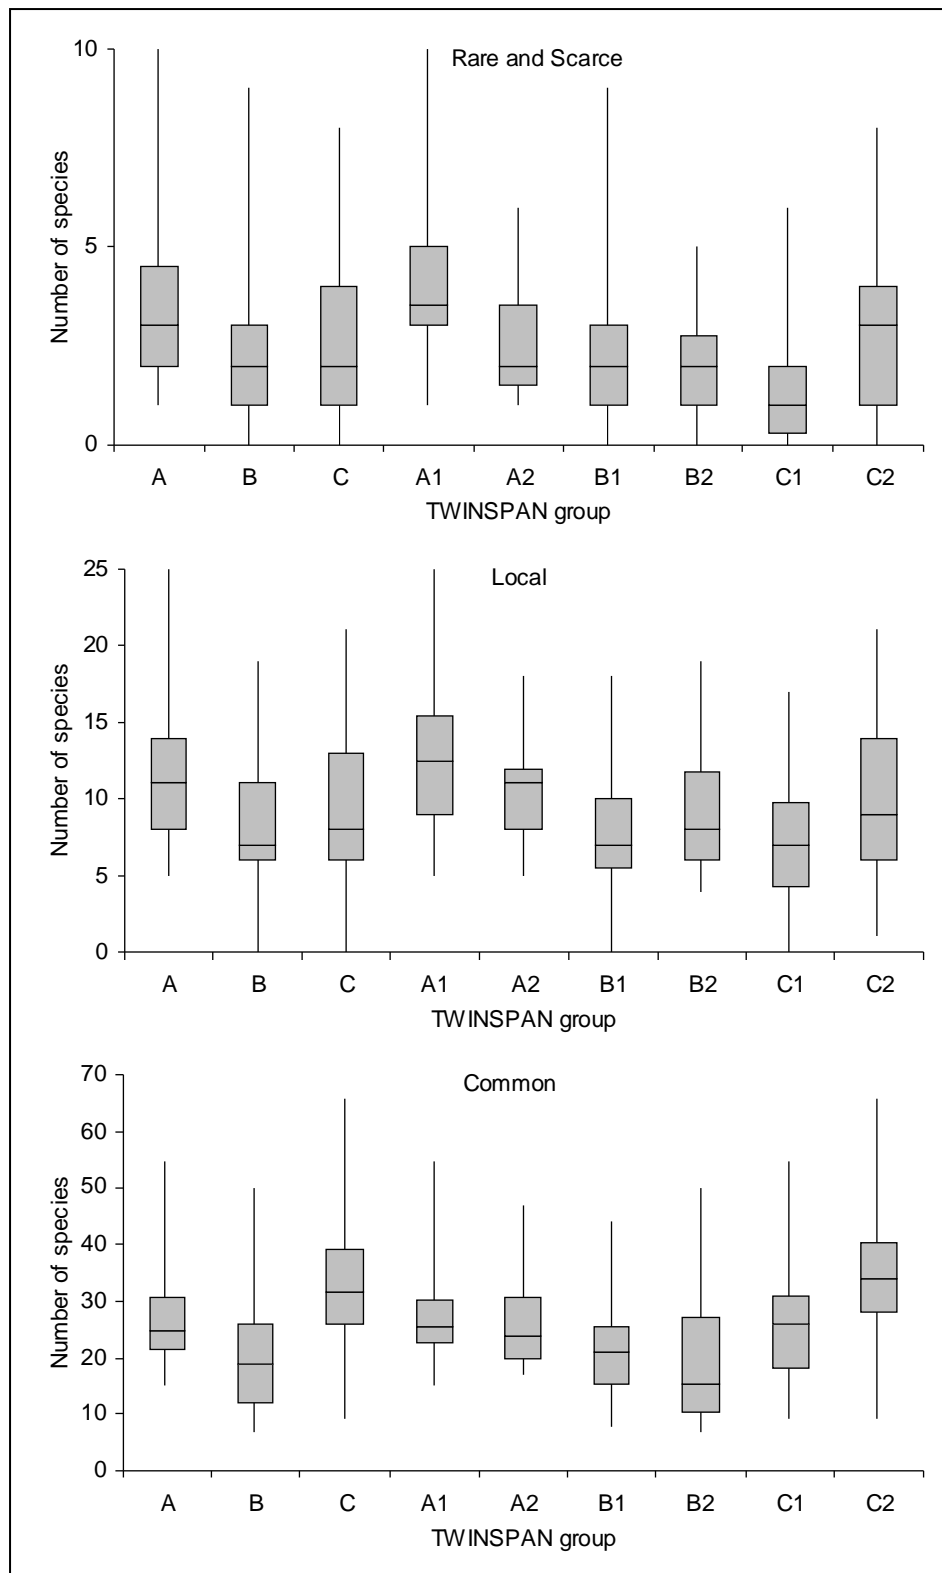 Rare and Scarce
Number of species
10
5
0
A B C A1 A2 B1 B2 C1 C2
TWINSPAN group
Local
Number of species
25
20
15
10
5
0
A B C A1 A2 B1 B2 C1 C2
TWINSPAN group
Common
Number of species
70
60
50
40
30
20
10
0
A B C A1 A2 B1 B2 C1 C2
TWINSPAN group